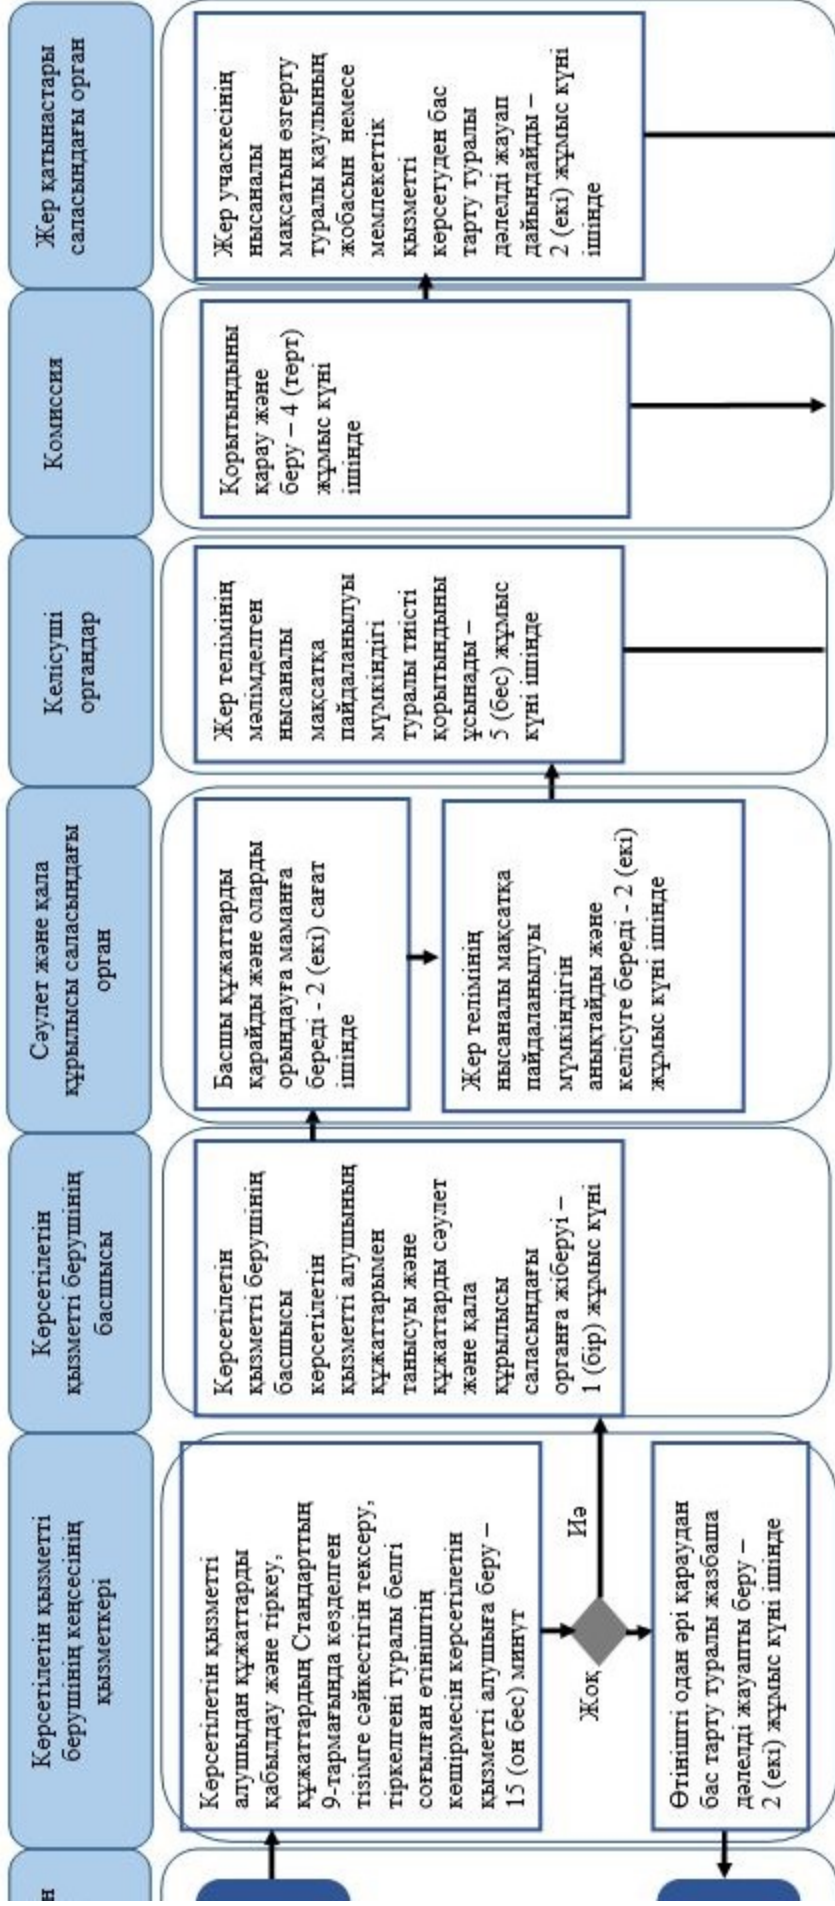 н
Көрсетілетін қызметті
берушінің кеңсесінің
қызметкері
Көрсетілетін қызметті
алушыдан құжаттарды
қабылдау және тіркеу,
құжаттардың Стандарттың
9-тармағында көзделген
тізімге сәйкестігін тексеру,
тіркелгені туралы белгі
соғылған өтініштің
көшірмесін көрсетілетін
қызметті алушыға беру –
15 (он бес) минут
Жоқ
Иә
Өтінішті одан әрі қараудан
бас тарту туралы жазбаша
дәлелді жауапты беру –
2 (екі) жұмыс күні ішінде
Көрсетілетін
қызметті берушінің
басшысы
Көрсетілетін
қызметті берушінің
басшысы
көрсетілетін
қызметті алушының
құжаттарымен
танысуы және
құжаттарды сәулет
және қала
құрылысы
саласындағы
органға жіберуі –
1 (бір) жұмыс күні
Сәулет және қала
құрылысы саласындағы
орган
Басшы құжаттарды
қарайды және оларды
орындауға маманға
береді - 2 (екі) сағат
ішінде
Жер телімінің
нысаналы мақсатқа
пайдаланылуы
мүмкіндігін
анықтайды және
келісуге береді - 2 (екі)
жұмыс күні ішінде
Келісуші
органдар
Жер телімінің
мәлімделген
нысаналы
мақсатқа
пайдаланылуы
мүмкіндігі
туралы тиісті
қорытындыны
ұсынады –
5 (бес) жұмыс
күні ішінде
Комиссия
Қорытындыны
қарау және
беру – 4 (төрт)
жұмыс күні
ішінде
Жер қатынастары
саласындағы орган
Жер учаскесінің
нысаналы
мақсатын өзгерту
туралы қаулының
жобасын немесе
мемлекеттік
қызметті
көрсетуден бас
тарту туралы
дәлелді жауап
дайындайды –
2 (екі) жұмыс күні
ішінде